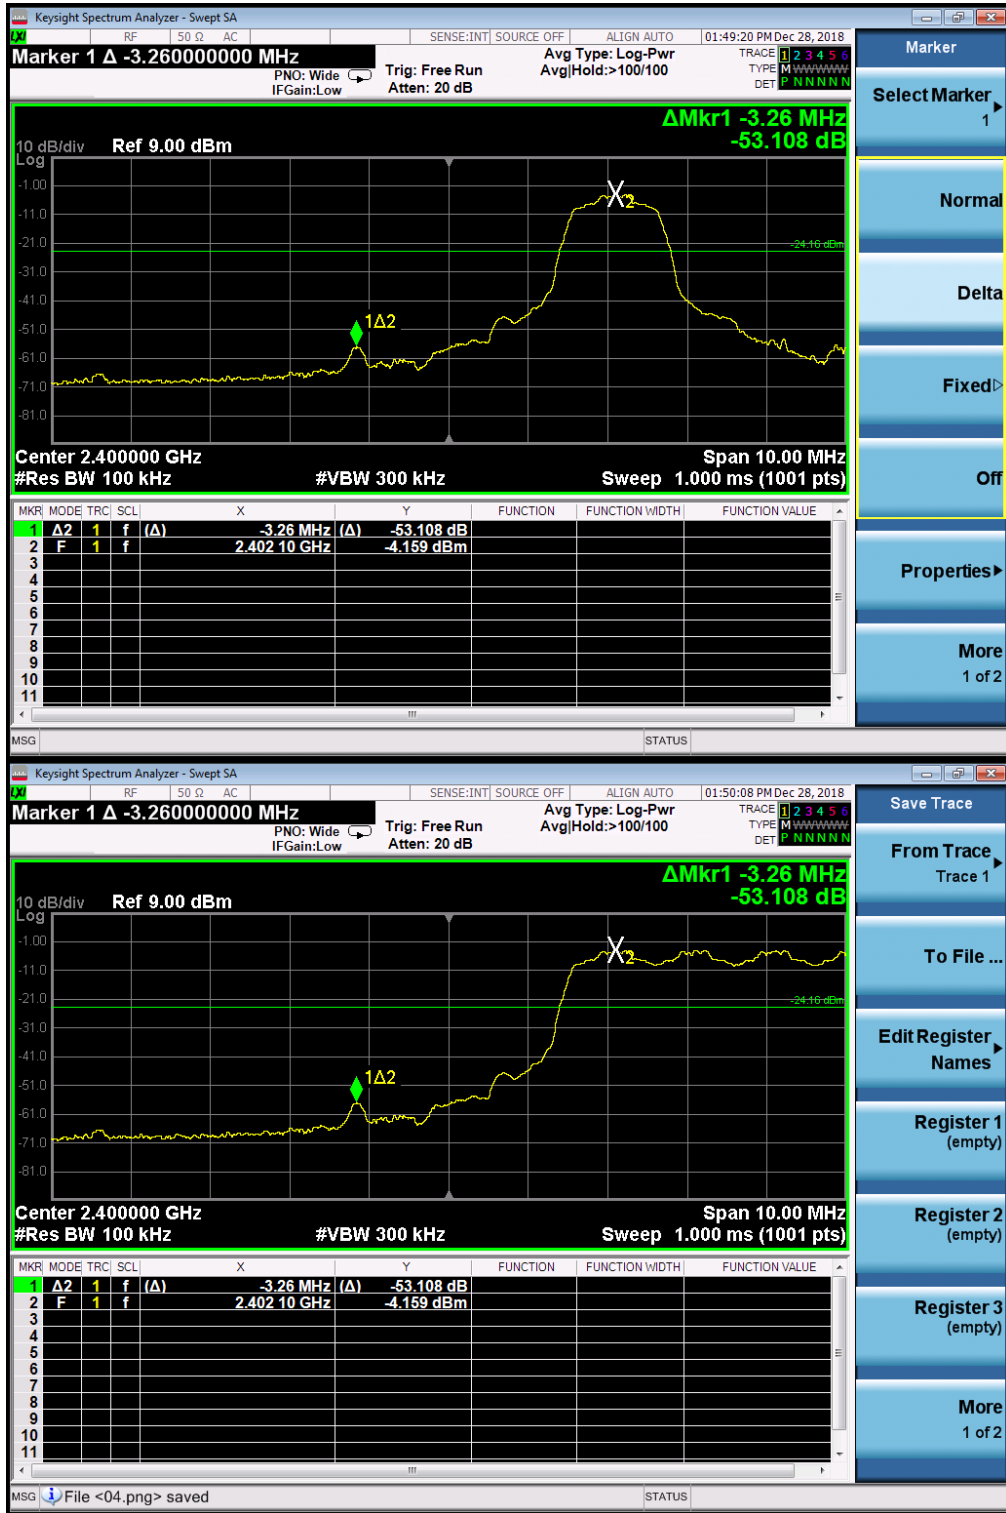 Keysight Spectrum Analyzer - Swept SA
LXI RF 50 Ω AC SENSE:INT SOURCE OFF ALIGN AUTO 01:49:20 PM Dec 28, 2018
Marker 1 Δ -3.260000000 MHz
PNO: Wide
IFGain:Low
Trig: Free Run
Atten: 20 dB
Avg Type: Log-Pwr
Avg|Hold:>100/100
TRACE 1 2 3 4 5 6
TYPE M WWWWW
DET P N N N N N
ΔMkr1 -3.26 MHz
-53.108 dB
10 dB/div Ref 9.00 dBm
Log
-1.00
-11.0
-21.0
-24.16 dBm
-31.0
-41.0
-51.0
-61.0
-71.0
-81.0
X2
1Δ2
Center 2.400000 GHz Span 10.00 MHz
#Res BW 100 kHz #VBW 300 kHz Sweep 1.000 ms (1001 pts)
MKR MODE TRC SCL X Y FUNCTION FUNCTION WIDTH FUNCTION VALUE
1 Δ2 1 f (Δ) -3.26 MHz (Δ) -53.108 dB
2 F 1 f 2.402 10 GHz -4.159 dBm
3
4
5
6
7
8
9
10
11
MSG STATUS
Marker
Select Marker
1
Normal
Delta
Fixed
Off
Properties
More
1 of 2
Keysight Spectrum Analyzer - Swept SA
LXI RF 50 Ω AC SENSE:INT SOURCE OFF ALIGN AUTO 01:50:08 PM Dec 28, 2018
Marker 1 Δ -3.260000000 MHz
PNO: Wide
IFGain:Low
Trig: Free Run
Atten: 20 dB
Avg Type: Log-Pwr
Avg|Hold:>100/100
TRACE 1 2 3 4 5 6
TYPE M WWWWW
DET P N N N N N
ΔMkr1 -3.26 MHz
-53.108 dB
10 dB/div Ref 9.00 dBm
Log
-1.00
-11.0
-21.0
-24.16 dBm
-31.0
-41.0
-51.0
-61.0
-71.0
-81.0
X2
1Δ2
Center 2.400000 GHz Span 10.00 MHz
#Res BW 100 kHz #VBW 300 kHz Sweep 1.000 ms (1001 pts)
MKR MODE TRC SCL X Y FUNCTION FUNCTION WIDTH FUNCTION VALUE
1 Δ2 1 f (Δ) -3.26 MHz (Δ) -53.108 dB
2 F 1 f 2.402 10 GHz -4.159 dBm
3
4
5
6
7
8
9
10
11
MSG File <04.png> saved STATUS
Save Trace
From Trace
Trace 1
To File ...
Edit Register
Names
Register 1
(empty)
Register 2
(empty)
Register 3
(empty)
More
1 of 2